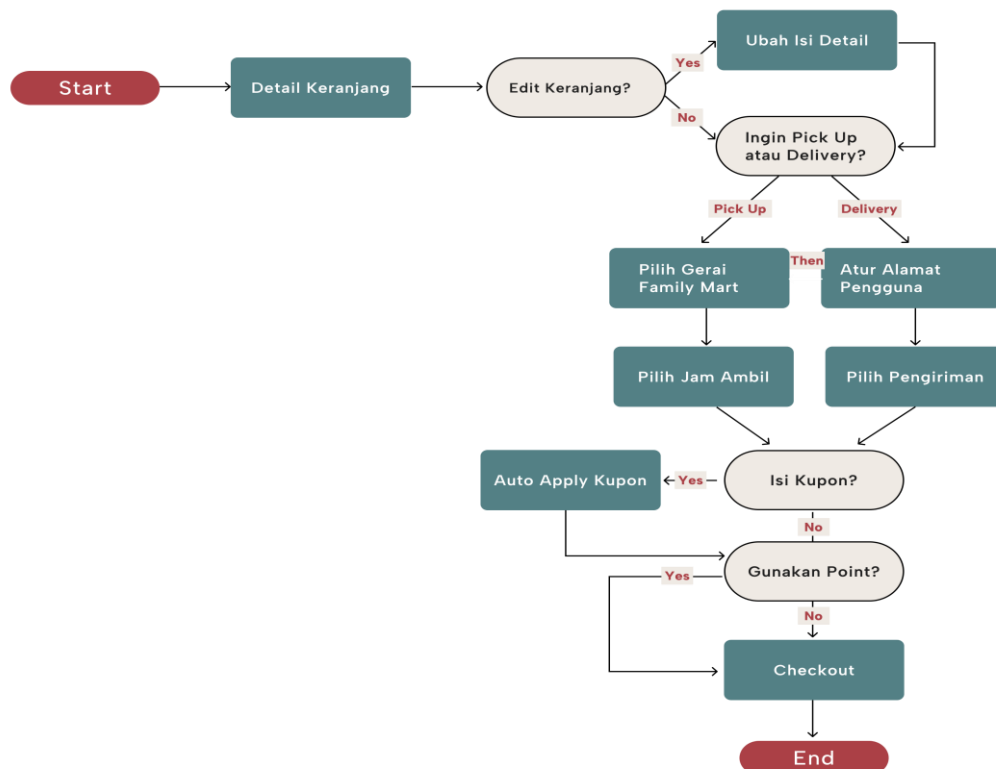 Start
Detail Keranjang
Edit Keranjang?
Yes
Ubah Isi Detail
No
Ingin Pick Up
atau Delivery?
Pick Up
Delivery
Pilih Gerai
Family Mart
Then
Atur Alamat
Pengguna
Pilih Jam Ambil
Pilih Pengiriman
Auto Apply Kupon
Yes
Isi Kupon?
No
Gunakan Point?
Yes
No
Checkout
End